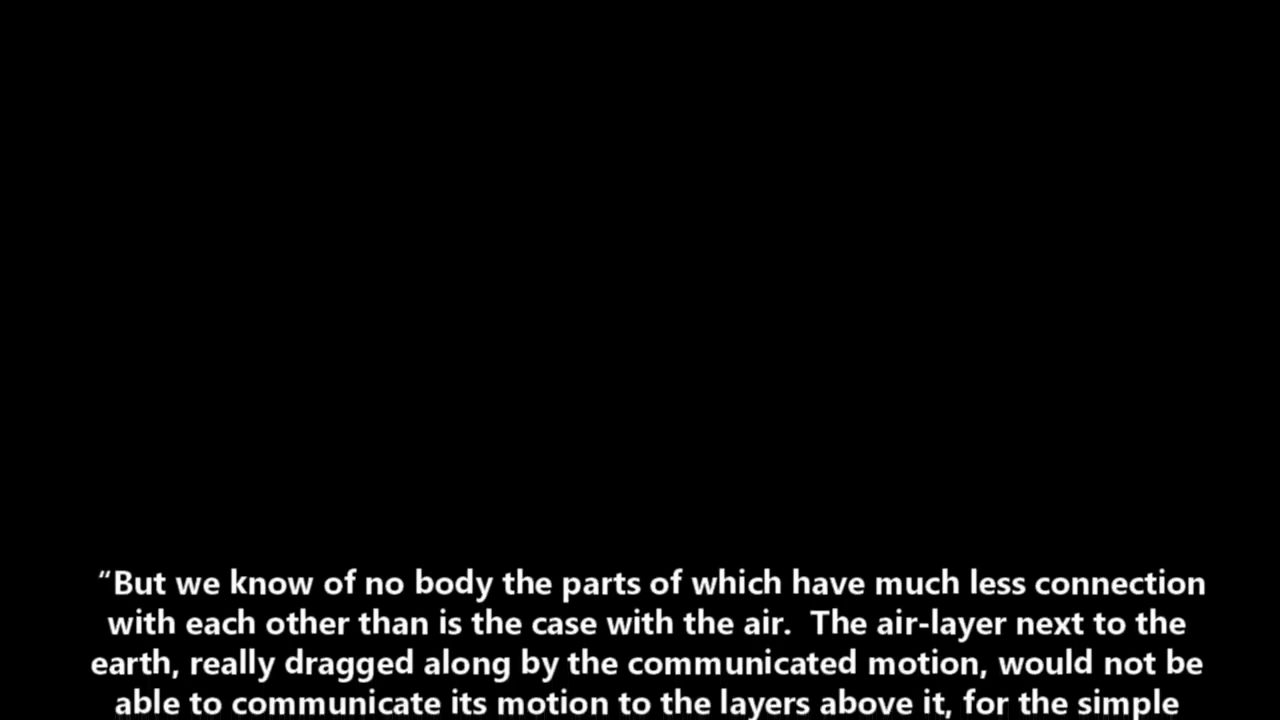 “But we know of no body the parts of which have much less connection
with each other than is the case with the air.  The air-layer next to the
earth, really dragged along by the communicated motion, would not be
able to communicate its motion to the layers above it, for the simple